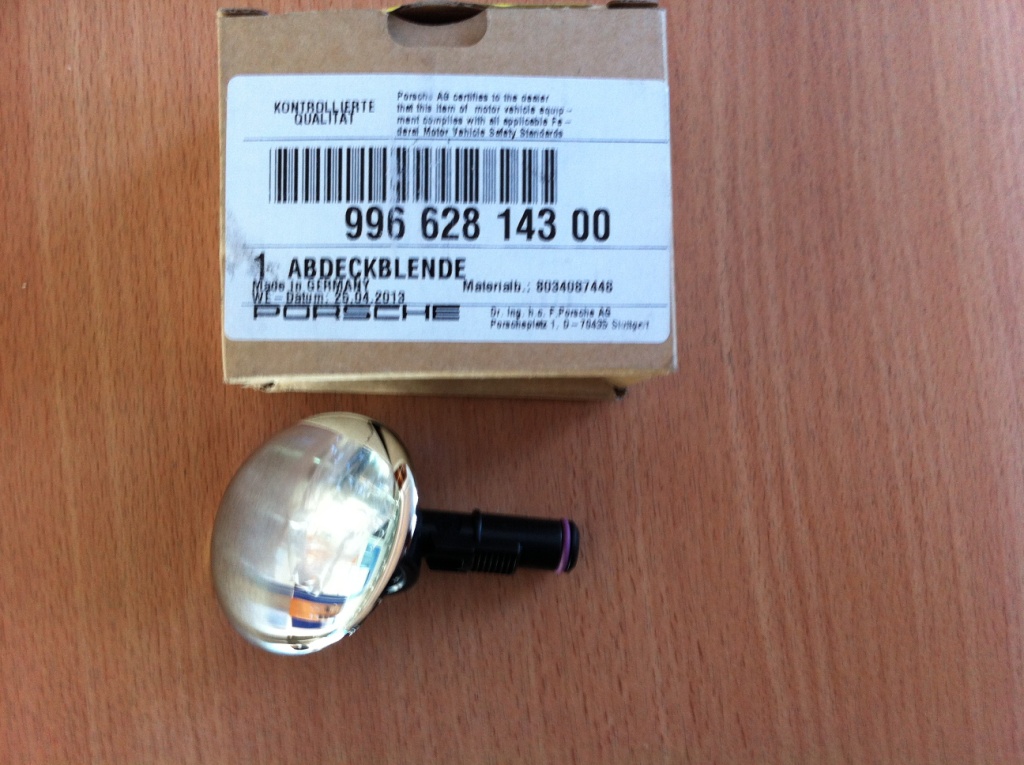 KONTROLLIERTE
QUALITÄT
Porsche AG certifies to the dealer
that this item of motor vehicle equip-
ment complies with all applicable Fe-
deral Motor Vehicle Safety Standards
996 628 143 00
1 ABDECKBLENDE
Made in GERMANY Materialb.: 8034087448
WE-Datum: 26.04.2013
PORSCHE
Dr. Ing. h.c. F.Porsche AG
Porscheplatz 1, D-70435 Stuttgart